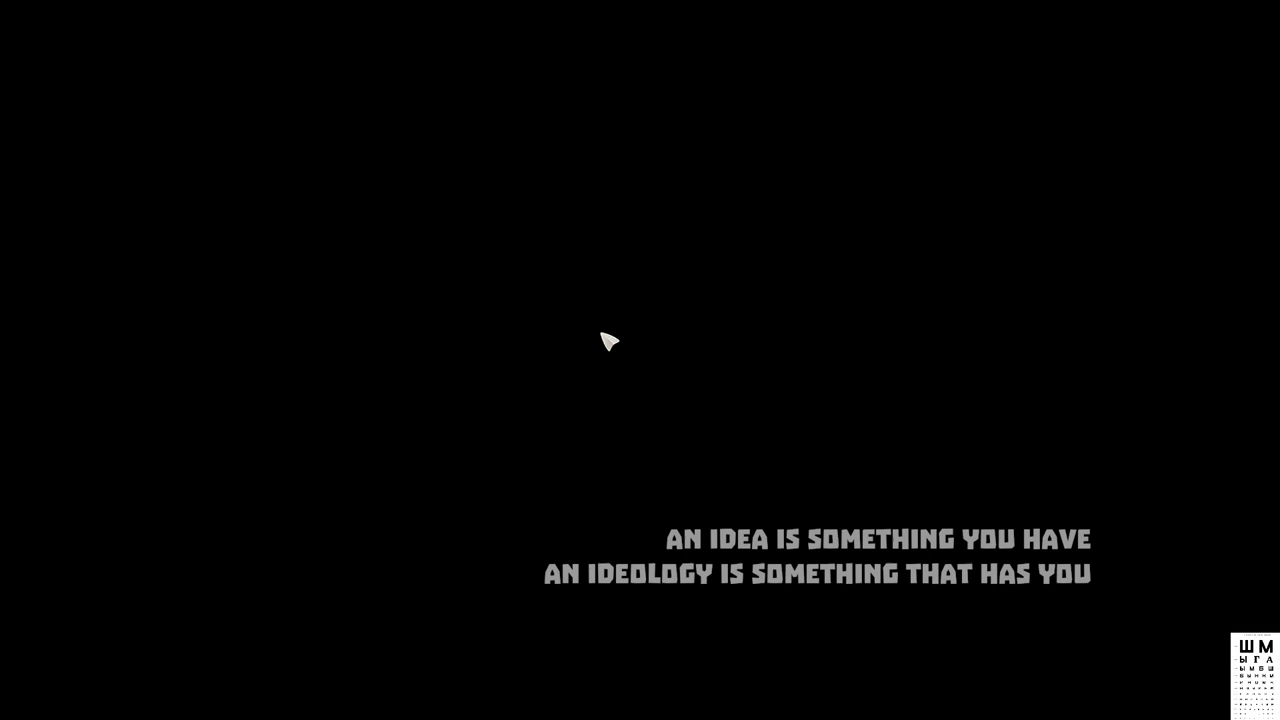 AN IDEA IS SOMETHING YOU HAVE
AN IDEOLOGY IS SOMETHING THAT HAS YOU
Ш М
Ы Г А
Ы М Б Ш
Б Ы Н К И